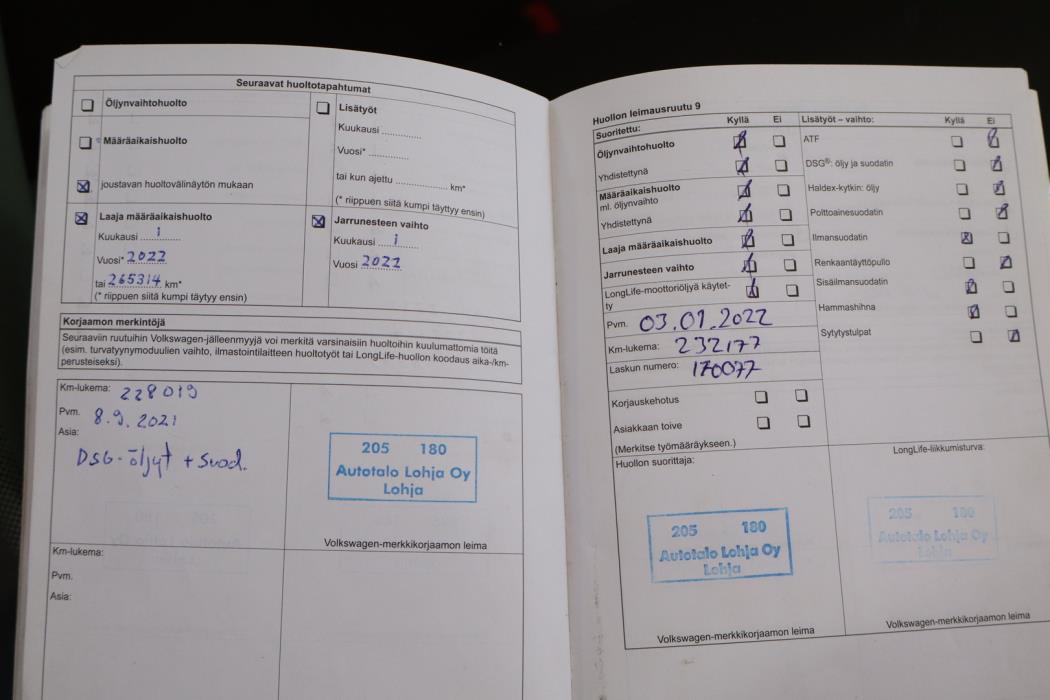 Seuraavat huoltotapahtumat
Öljynvaihtohuolto
Määräaikaishuolto
joustavan huoltovälinäytön mukaan
Lisätyöt
Kuukausi ............
Vuosi* ............
tai kun ajettu ............ km*
(* riippuen siitä kumpi täyttyy ensin)
Laaja määräaikaishuolto
Kuukausi 1
Vuosi* 2022
tai 265314 km*
(* riippuen siitä kumpi täytyy ensin)
Jarrunesteen vaihto
Kuukausi 1
Vuosi 2022
Korjaamon merkintöjä
Seuraaviin ruutuihin Volkswagen-jälleenmyyjä voi merkitä varsinaisiin huoltoihin kuulumattomia töitä
(esim. turvatyynymoduulien vaihto, ilmastointilaitteen huoltotyöt tai LongLife-huollon koodaus aika-/km-
perusteiseksi).
Km-lukema: 228019
Pvm. 8.9.2021
Asia:
DSG-öljyt + Suod.
205 180
Autotalo Lohja Oy
Lohja
Volkswagen-merkkikorjaamon leima
Km-lukema:
Pvm.
Asia:
Huollon leimausruutu 9
Suoritettu: Kyllä Ei
Öljynvaihtohuolto
Yhdistettynä
Määräaikaishuolto
ml. öljynvaihto
Yhdistettynä
Laaja määräaikaishuolto
Jarrunesteen vaihto
LongLife-moottoriöljyä käytet-
ty
Pvm. 03.01.2022
Km-lukema: 232177
Laskun numero: 170077
Korjauskehotus
Asiakkaan toive
(Merkitse työmääräykseen.)
Lisätyöt – vaihto: Kyllä Ei
ATF
DSG®: öljy ja suodatin
Haldex-kytkin: öljy
Polttoainesuodatin
Ilmansuodatin
Renkaantäyttöpullo
Sisäilmansuodatin
Hammashihna
Sytytystulpat
Huollon suorittaja:
205 180
Autotalo Lohja Oy
Lohja
Volkswagen-merkkikorjaamon leima
LongLife-liikkumisturva:
205 180
Autotalo Lohja Oy
Lohja
Volkswagen-merkkikorjaamon leima